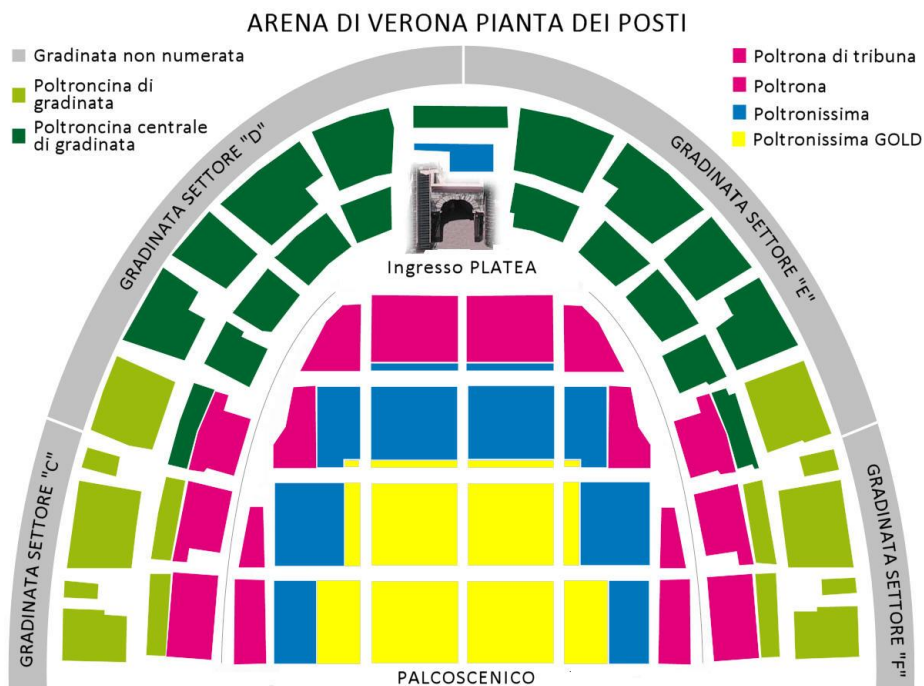 ARENA DI VERONA PIANTA DEI POSTI
Gradinata non numerata
Poltroncina di
gradinata
Poltroncina centrale
di gradinata
Poltrona di tribuna
Poltrona
Poltronissima
Poltronissima GOLD
GRADINATA SETTORE "D"
GRADINATA SETTORE "E"
Ingresso PLATEA
GRADINATA SETTORE "C"
GRADINATA SETTORE "F"
PALCOSCENICO